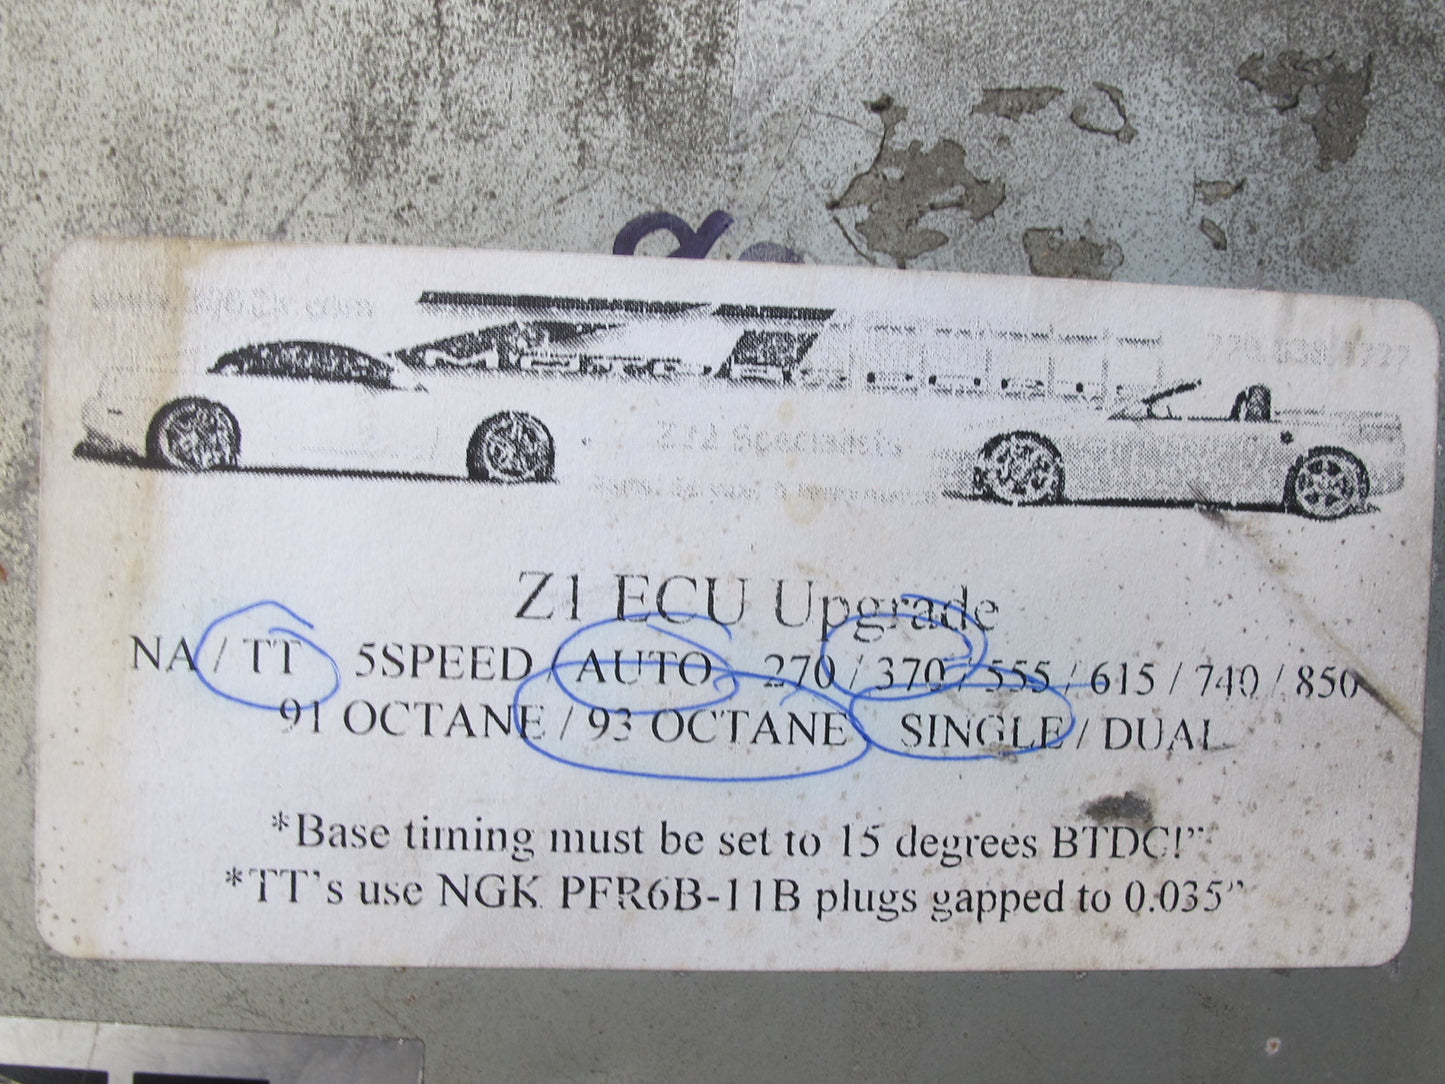 Z1 ECU Upgrade
NA / TT 5SPEED / AUTO 270 / 370 / 555 / 615 / 740 / 850
91 OCTANE / 93 OCTANE SINGLE / DUAL
*Base timing must be set to 15 degrees BTDC!”
*TT's use NGK PFR6B-11B plugs gapped to 0.035”